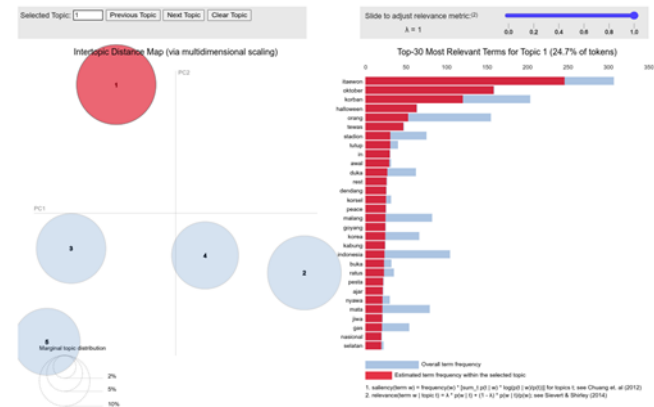 Selected Topic: 1 Previous Topic Next Topic Clear Topic
Slide to adjust relevance metric:(2)
λ = 1
0.0 0.2 0.4 0.6 0.8 1.0
Intertopic Distance Map (via multidimensional scaling)
PC2
PC1
1
3
4
2
5
Marginal topic distribution
2%
5%
10%
Top-30 Most Relevant Terms for Topic 1 (24.7% of tokens)
0 50 100 150 200 250 300 350
itaewon
oktober
korban
halloween
orang
tewas
stadion
tutup
in
awal
duka
rest
dendang
korsel
peace
malang
goyang
korea
kabung
indonesia
buka
ratus
pesta
ajar
nyawa
mata
jiwa
gas
nasional
selatan
Overall term frequency
Estimated term frequency within the selected topic
1. saliency(term w) = frequency(w) * [sum_t p(t | w) * log(p(t | w)/p(t))] for topics t; see Chuang et. al (2012)
2. relevance(term w | topic t) = λ * p(w | t) + (1 - λ) * p(w | t)/p(w); see Sievert & Shirley (2014)